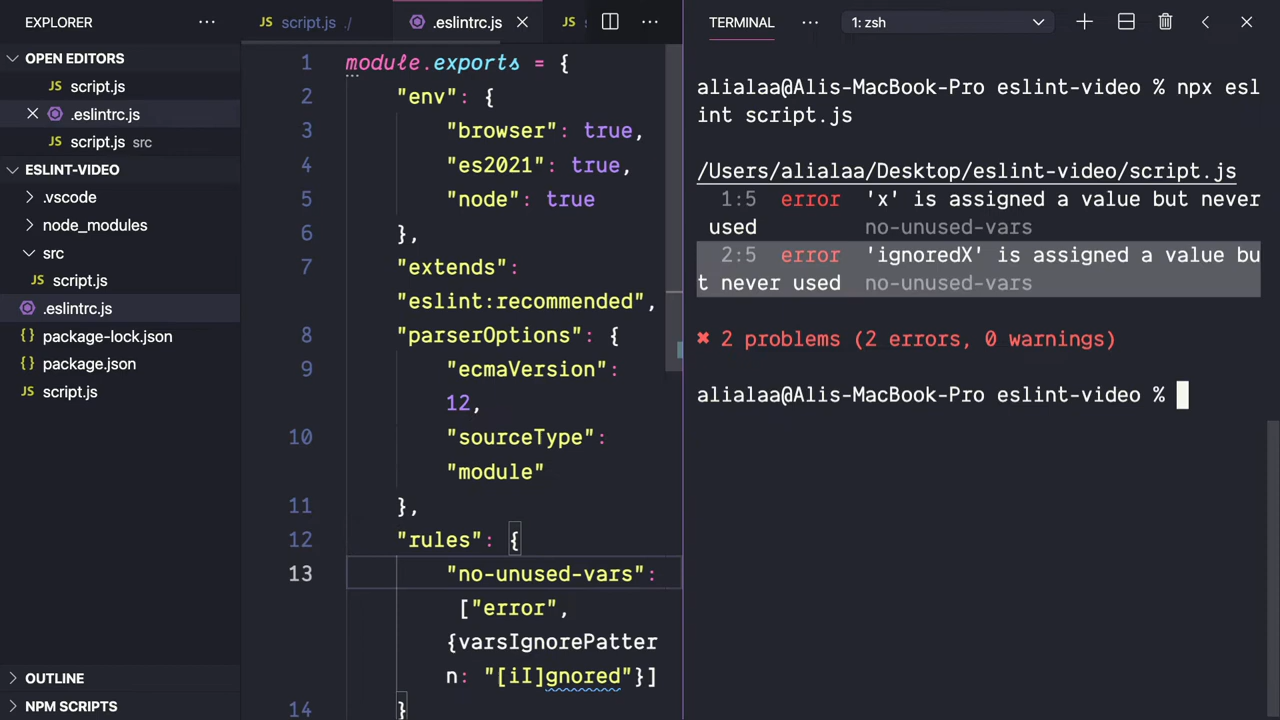 EXPLORER
OPEN EDITORS
JS script.js
.eslintrc.js
JS script.js src
ESLINT-VIDEO
.vscode
node_modules
src
JS script.js
.eslintrc.js
package-lock.json
package.json
JS script.js
OUTLINE
NPM SCRIPTS
JS script.js ./
.eslintrc.js
JS
1 module.exports = {
2 "env": {
3 "browser": true,
4 "es2021": true,
5 "node": true
6 },
7 "extends":
"eslint:recommended",
8 "parserOptions": {
9 "ecmaVersion":
12,
10 "sourceType":
"module"
11 },
12 "rules": {
13 "no-unused-vars":
["error",
{varsIgnorePatter
n: "[iI]gnored"}]
14 }
TERMINAL
1: zsh
alialaa@Alis-MacBook-Pro eslint-video % npx esl
int script.js
/Users/alialaa/Desktop/eslint-video/script.js
1:5 error 'x' is assigned a value but never
used no-unused-vars
2:5 error 'ignoredX' is assigned a value bu
t never used no-unused-vars
✖ 2 problems (2 errors, 0 warnings)
alialaa@Alis-MacBook-Pro eslint-video %